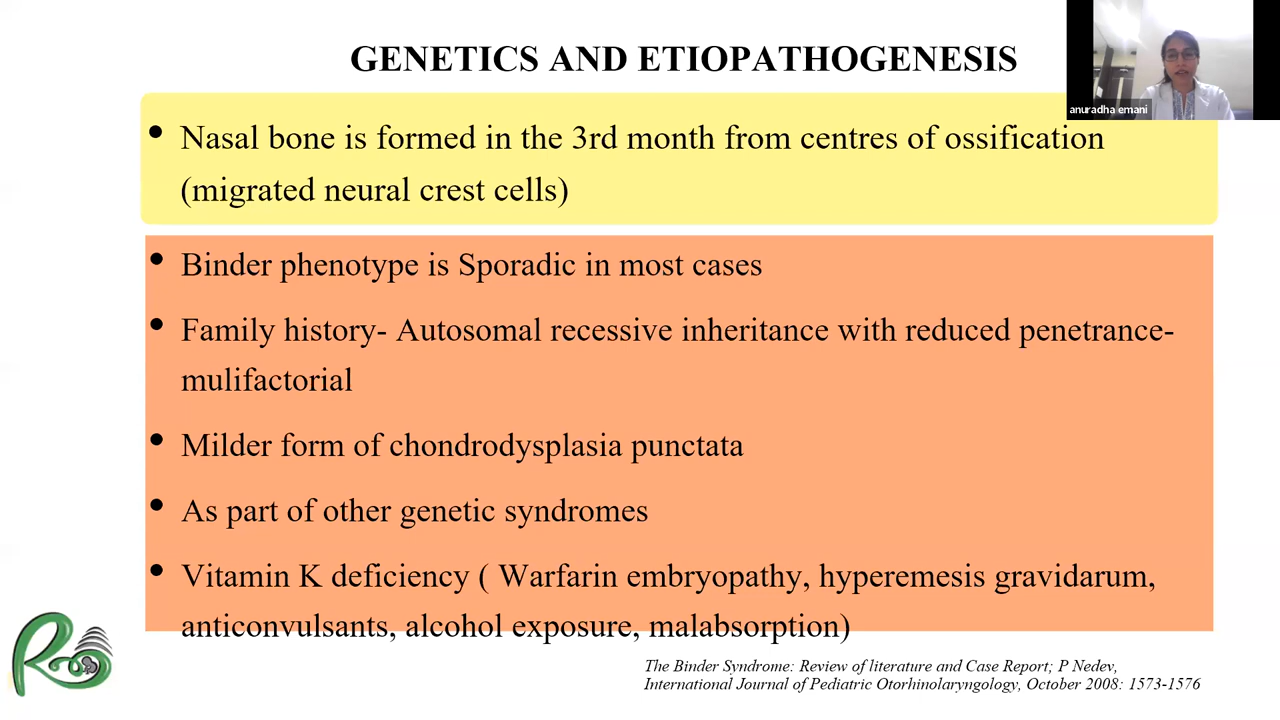 GENETICS AND ETIOPATHOGENESIS
anuradha emani
• Nasal bone is formed in the 3rd month from centres of ossification
(migrated neural crest cells)
• Binder phenotype is Sporadic in most cases
• Family history- Autosomal recessive inheritance with reduced penetrance-
mulifactorial
• Milder form of chondrodysplasia punctata
• As part of other genetic syndromes
• Vitamin K deficiency ( Warfarin embryopathy, hyperemesis gravidarum,
anticonvulsants, alcohol exposure, malabsorption)
The Binder Syndrome: Review of literature and Case Report; P Nedev,
International Journal of Pediatric Otorhinolaryngology, October 2008: 1573-1576